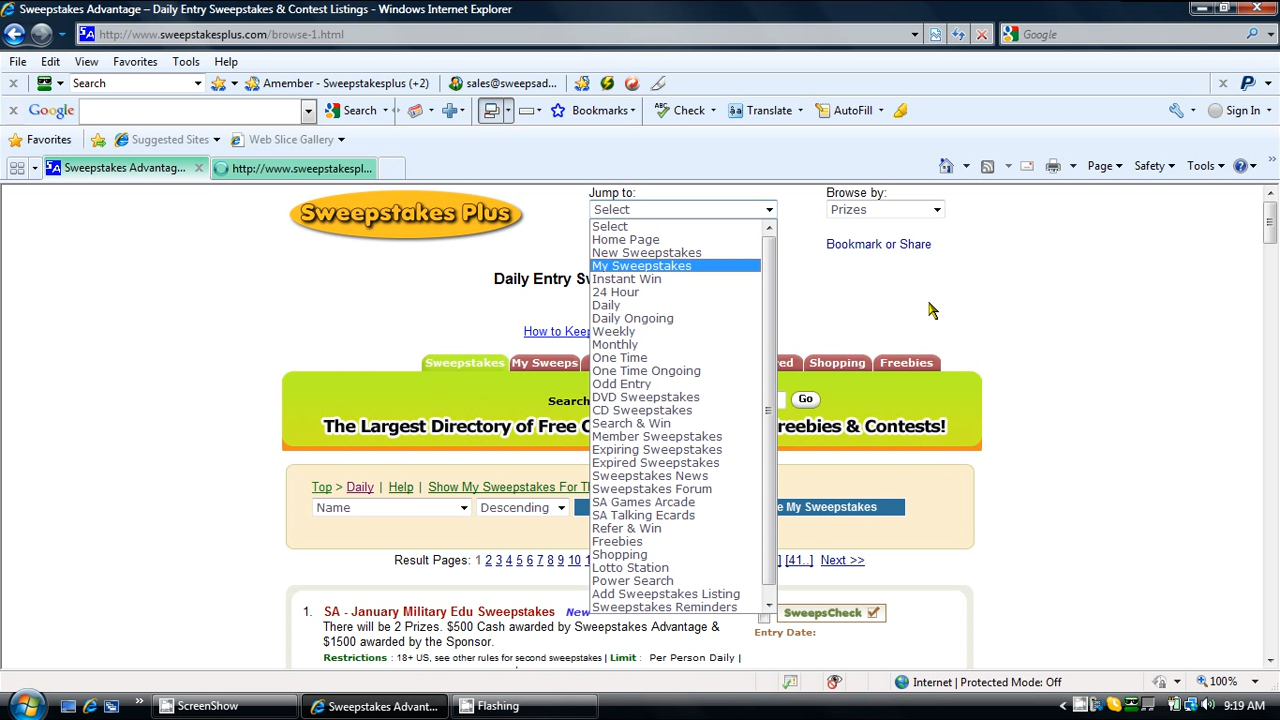 Sweepstakes Advantage – Daily Entry Sweepstakes & Contest Listings - Windows Internet Explorer
http://www.sweepstakesplus.com/browse-1.html
Google
File Edit View Favorites Tools Help
Search Amember - Sweepstakesplus (+2) sales@sweepsad...
Google Search Bookmarks Check Translate AutoFill Sign In
Favorites Suggested Sites Web Slice Gallery
Sweepstakes Advantag... http://www.sweepstakespl... Page Safety Tools
Jump to: Browse by:
Sweepstakes Plus Select Prizes
Select
Home Page
Bookmark or Share
New Sweepstakes
My Sweepstakes
Daily Entry Sw
Instant Win
24 Hour
Daily
Daily Ongoing
How to Keep
Weekly
Monthly
One Time
Sweepstakes My Sweeps ed Shopping Freebies
One Time Ongoing
Odd Entry
DVD Sweepstakes
Search Go
CD Sweepstakes
Search & Win
The Largest Directory of Free C reebies & Contests!
Member Sweepstakes
Expiring Sweepstakes
Expired Sweepstakes
Sweepstakes News
Top > Daily | Help | Show My Sweepstakes For T
Sweepstakes Forum
SA Games Arcade
Name Descending e My Sweepstakes
SA Talking Ecards
Refer & Win
Freebies
Shopping
Result Pages: 1 2 3 4 5 6 7 8 9 10 [41..] Next >>
Lotto Station
Power Search
Add Sweepstakes Listing
Sweepstakes Reminders
1. SA - January Military Edu Sweepstakes New SweepsCheck
There will be 2 Prizes. $500 Cash awarded by Sweepstakes Advantage &
$1500 awarded by the Sponsor.
Entry Date:
Restrictions : 18+ US, see other rules for second sweepstakes | Limit : Per Person Daily |
Internet | Protected Mode: Off 100%
ScreenShow Sweepstakes Advant... Flashing 9:19 AM